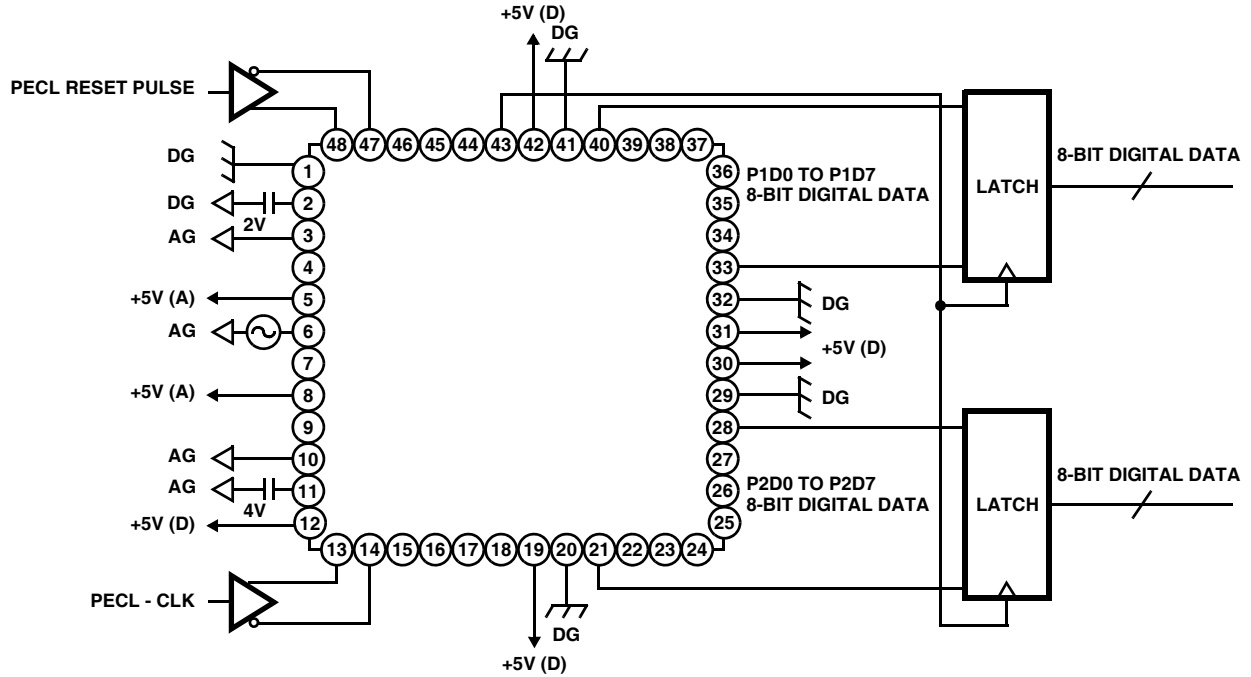 +5V (D)
DG
PECL RESET PULSE
48 47 46 45 44 43 42 41 40 39 38 37
DG
1
DG
2V
2
AG
3
4
+5V (A)
5
AG
6
7
+5V (A)
8
9
AG
10
AG
4V
11
+5V (D)
12
13 14 15 16 17 18 19 20 21 22 23 24
PECL - CLK
DG
+5V (D)
36
35
34
33
32
31
30
29
28
27
26
25
P1D0 TO P1D7
8-BIT DIGITAL DATA
DG
+5V (D)
DG
P2D0 TO P2D7
8-BIT DIGITAL DATA
LATCH
8-BIT DIGITAL DATA
LATCH
8-BIT DIGITAL DATA